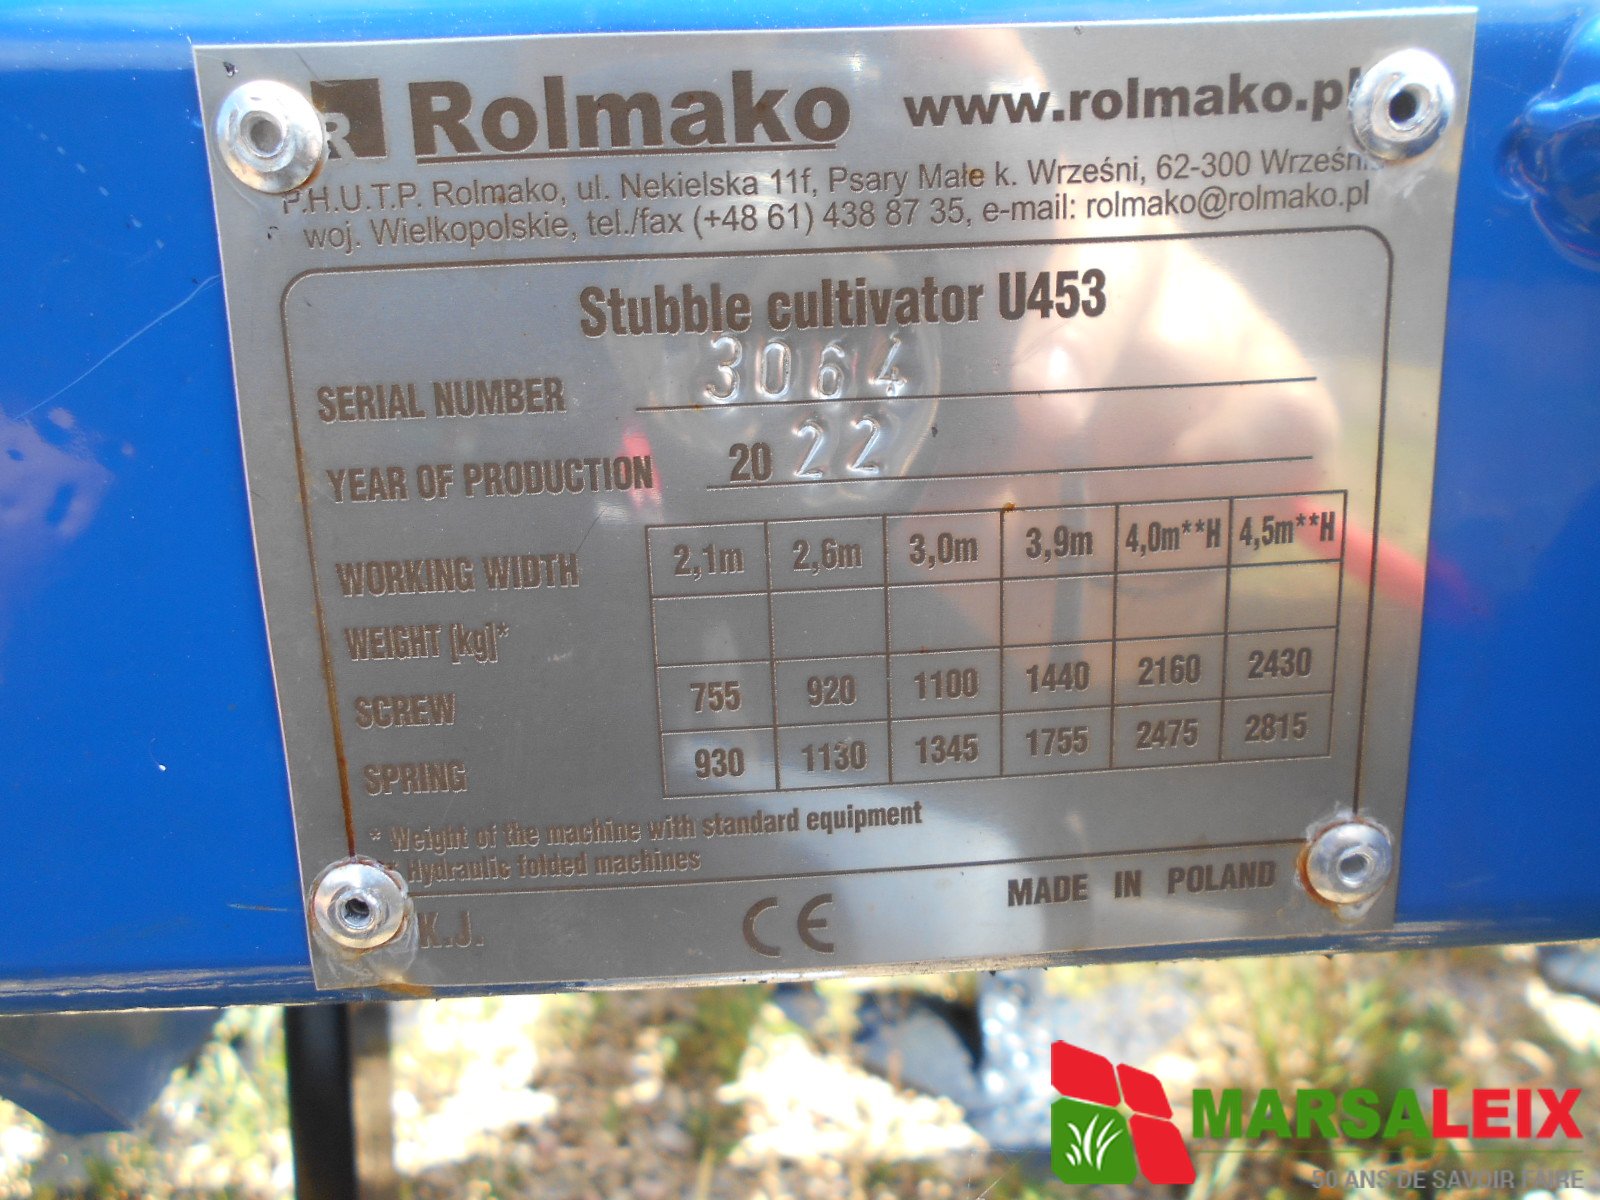 R Rolmako www.rolmako.pl
P.H.U.T.P. Rolmako, ul. Nekielska 11f, Psary Małe k. Wrześni, 62-300 Wrześni
woj. Wielkopolskie, tel./fax (+48 61) 438 87 35, e-mail: rolmako@rolmako.pl
Stubble cultivator U453
SERIAL NUMBER 3064
YEAR OF PRODUCTION 2022
WORKING WIDTH 2,1m 2,6m 3,0m 3,9m 4,0m**H 4,5m**H
WEIGHT [kg]*
SCREW 755 920 1100 1440 2160 2430
SPRING 930 1130 1345 1755 2475 2815
* Weight of the machine with standard equipment
** Hydraulic folded machines
K.J. CE MADE IN POLAND
MARSALEIX
50 ANS DE SAVOIR FAIRE